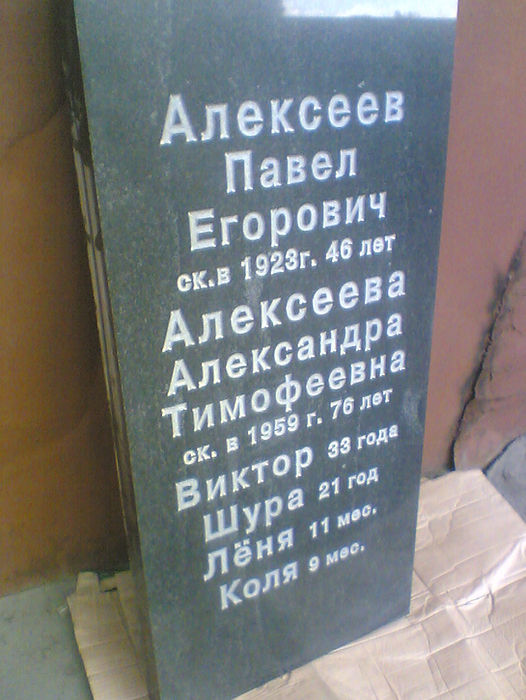 Алексеев
Павел
Егорович
ск.в 1923г. 46 лет
Алексеева
Александра
Тимофеевна
ск. в 1959 г. 76 лет
Виктор 33 года
Шура 21 год
Лёня 11 мес.
Коля 9 мес.